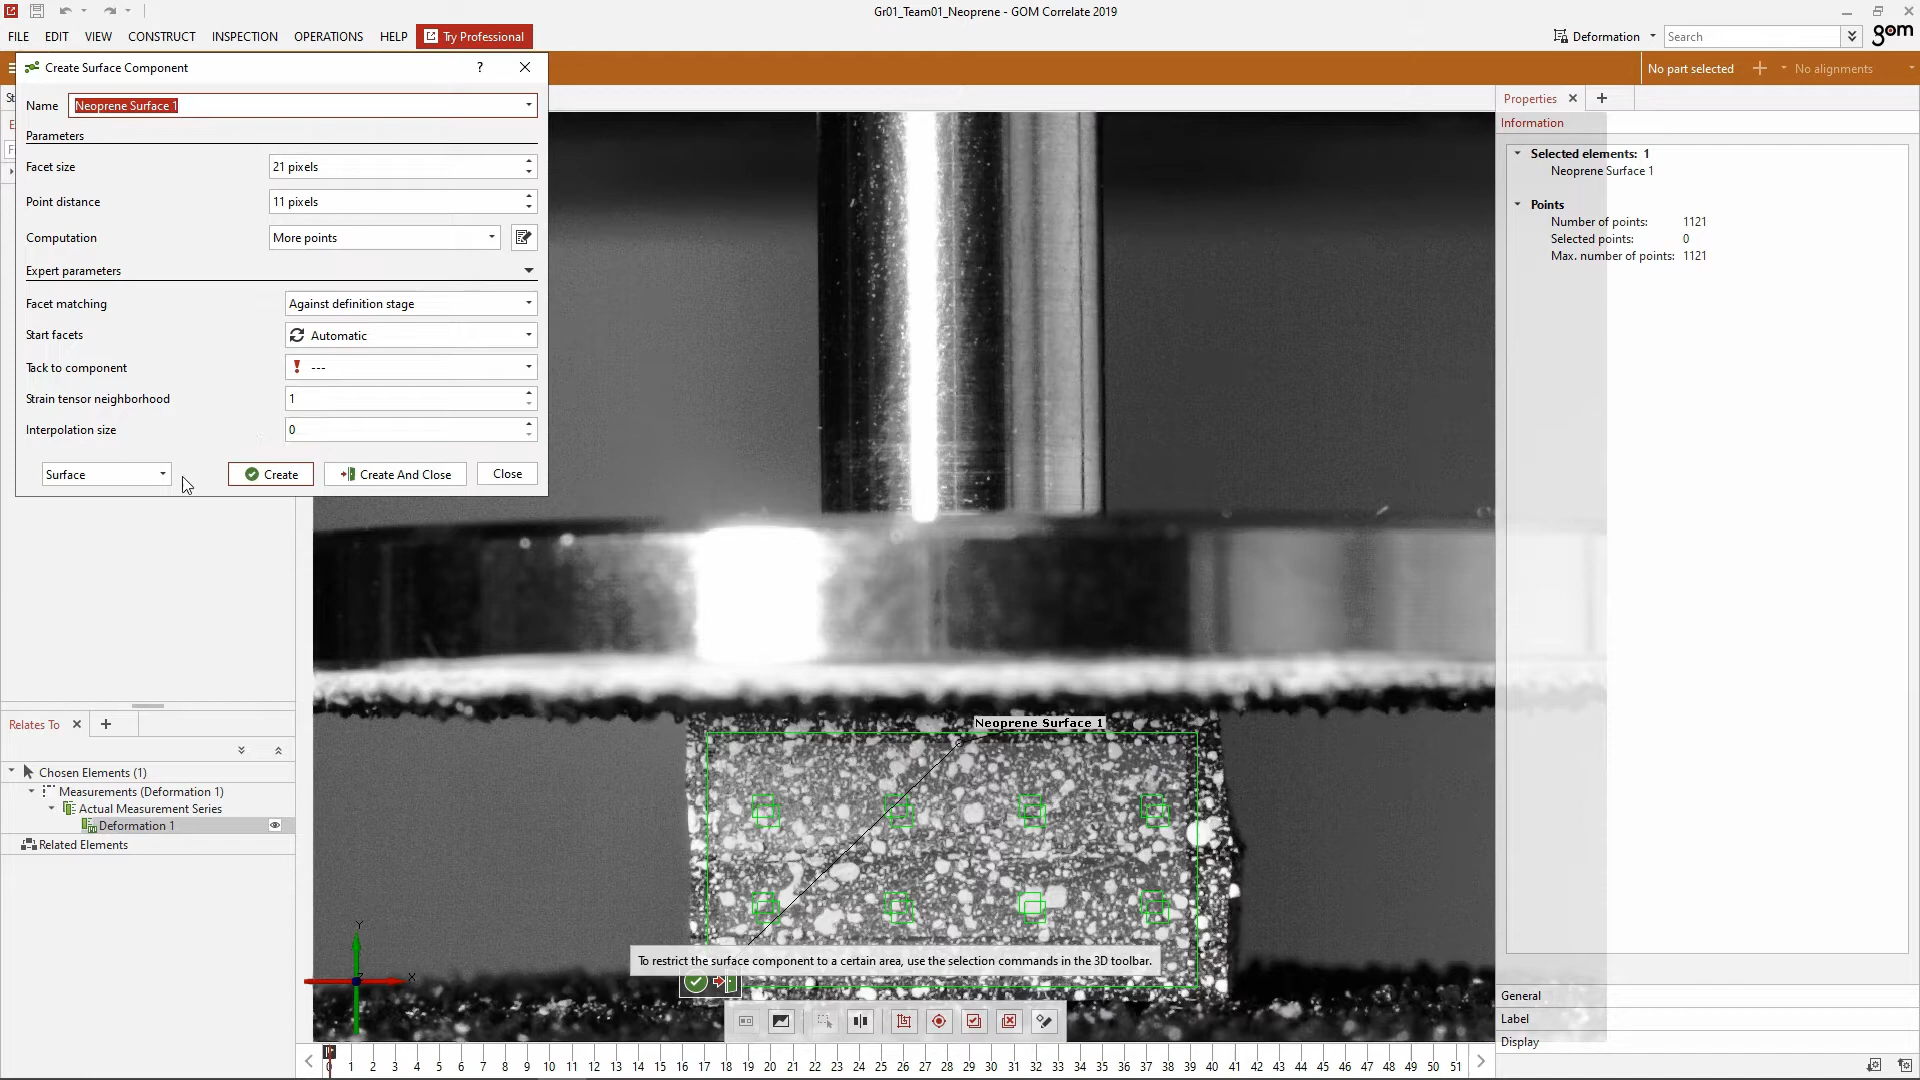 Gr01_Team01_Neoprene - GOM Correlate 2019
FILE EDIT VIEW CONSTRUCT INSPECTION OPERATIONS HELP Try Professional
Deformation Search gom
Create Surface Component ?
No part selected No alignments
Name Neoprene Surface 1
Parameters
Facet size 21 pixels
Point distance 11 pixels
Computation More points
Expert parameters
Facet matching Against definition stage
Start facets Automatic
Tack to component ---
Strain tensor neighborhood 1
Interpolation size 0
Surface Create Create And Close Close
Properties
Information
Selected elements: 1
Neoprene Surface 1
Points
Number of points: 1121
Selected points: 0
Max. number of points: 1121
Relates To
Chosen Elements (1)
Measurements (Deformation 1)
Actual Measurement Series
Deformation 1
Related Elements
Neoprene Surface 1
To restrict the surface component to a certain area, use the selection commands in the 3D toolbar.
Y
X
General
Label
Display
0 1 2 3 4 5 6 7 8 9 10 11 12 13 14 15 16 17 18 19 20 21 22 23 24 25 26 27 28 29 30 31 32 33 34 35 36 37 38 39 40 41 42 43 44 45 46 47 48 49 50 51